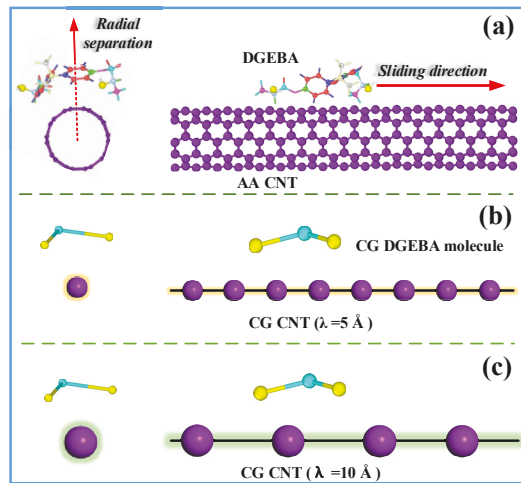 Radial
separation
(a)
DGEBA
Sliding direction
AA CNT
(b)
CG DGEBA molecule
CG CNT (λ =5 Å )
(c)
CG CNT ( λ =10 Å )